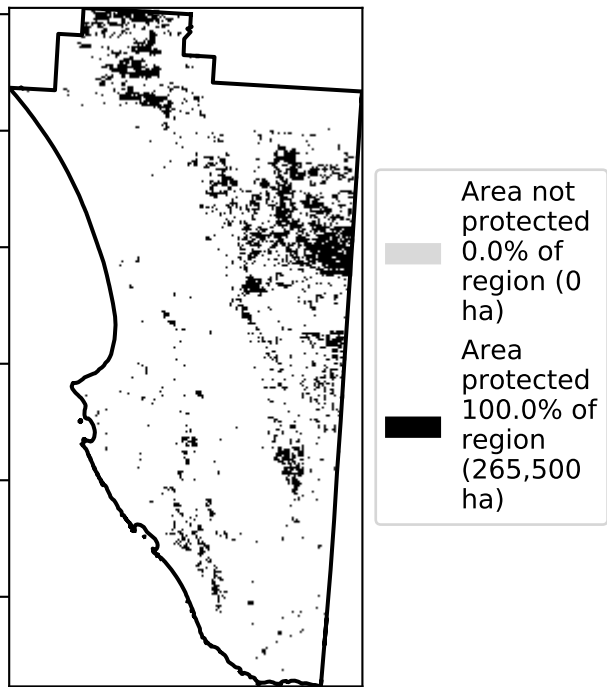 Area not
protected
0.0% of
region (0
ha)
Area
protected
100.0% of
region
(265,500
ha)